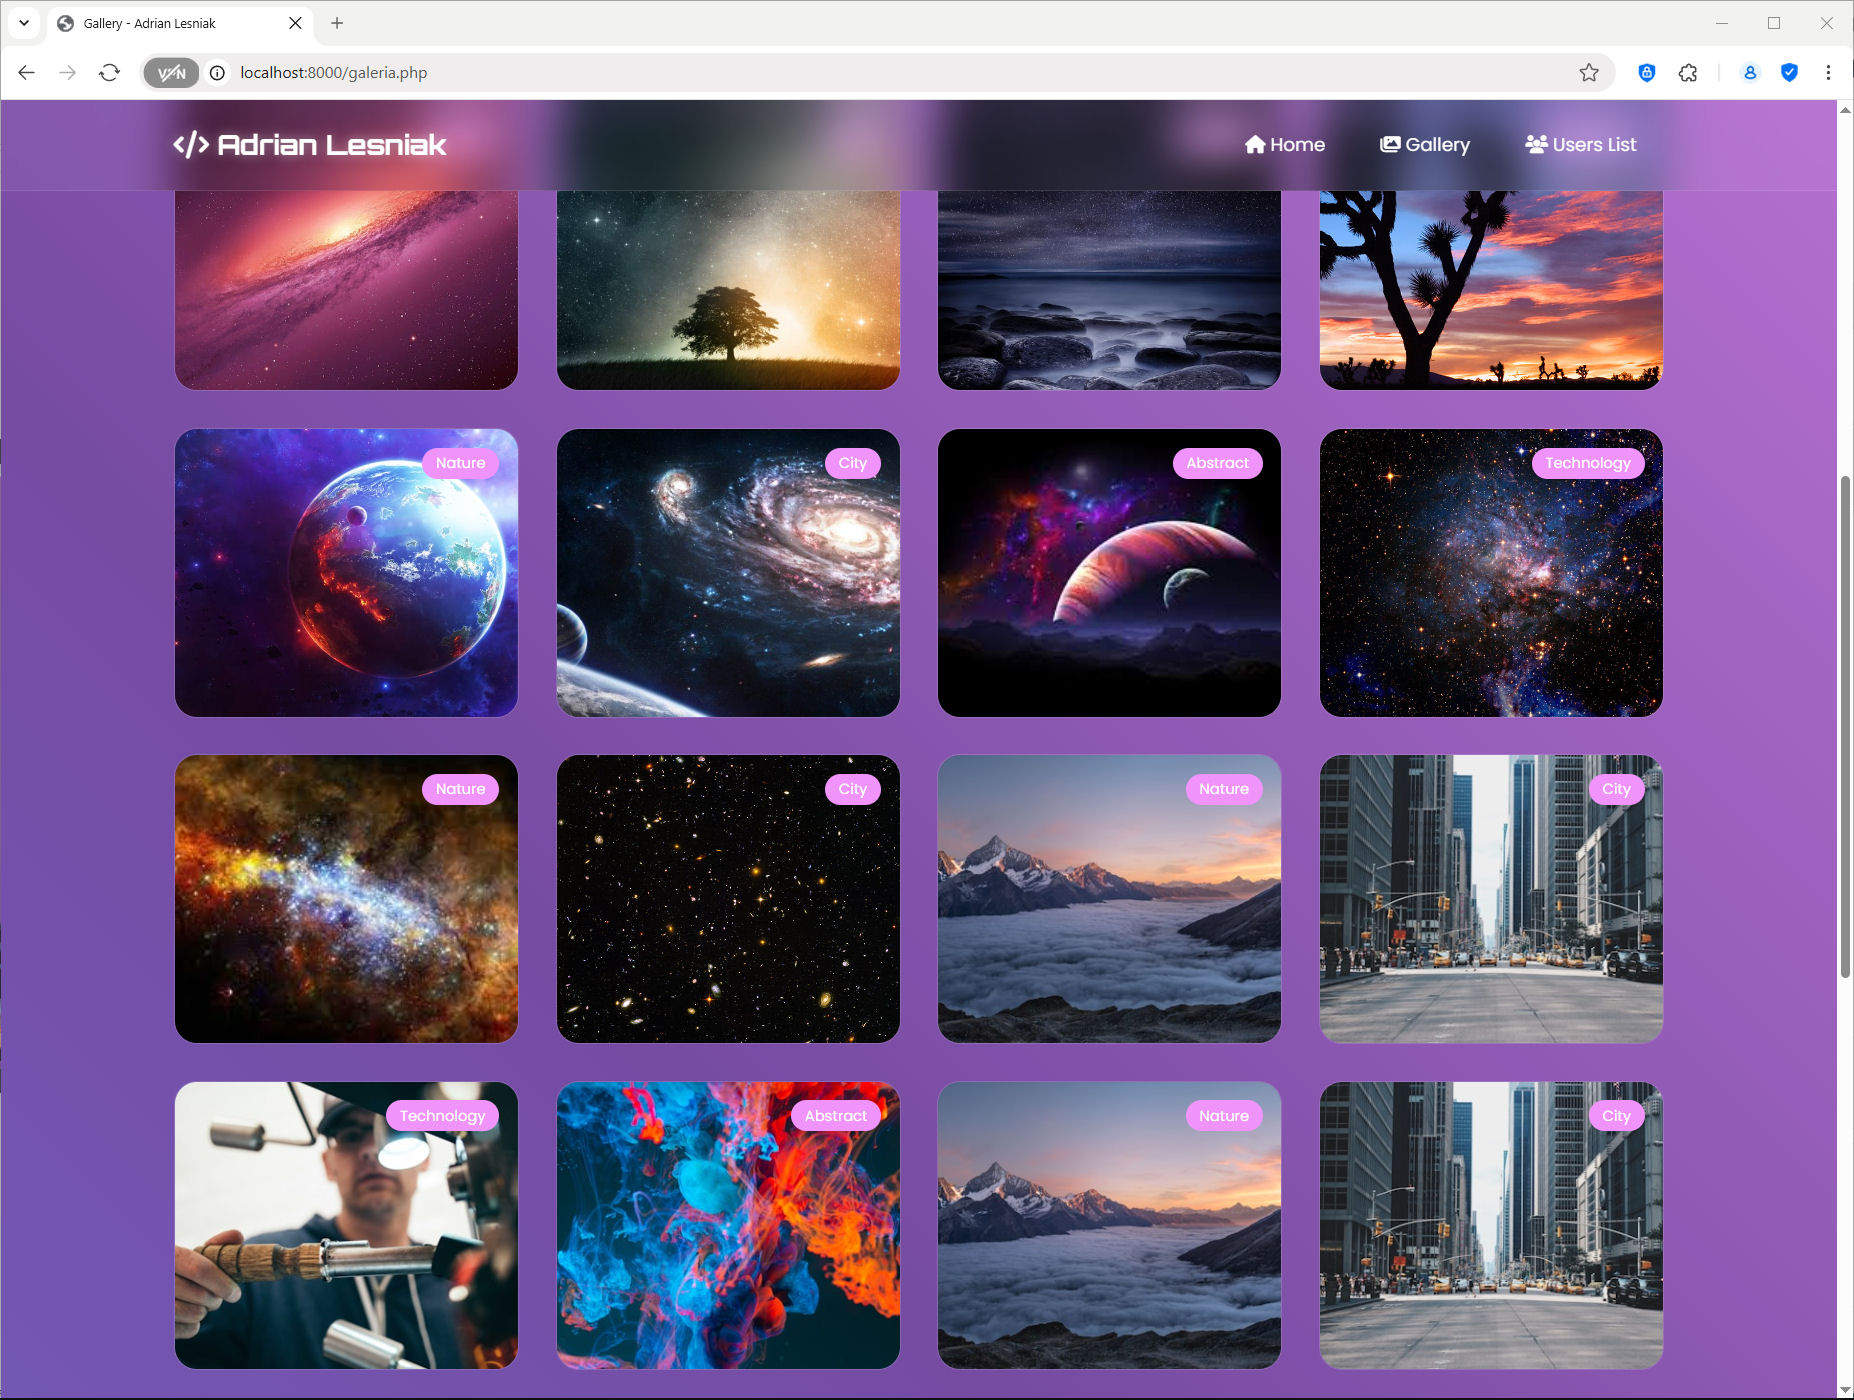 Gallery - Adrian Lesniak
VPN
localhost:8000/galeria.php
</> Adrian Lesniak
Home
Gallery
Users List
Nature
City
Abstract
Technology
Nature
City
Nature
City
Technology
Abstract
Nature
City